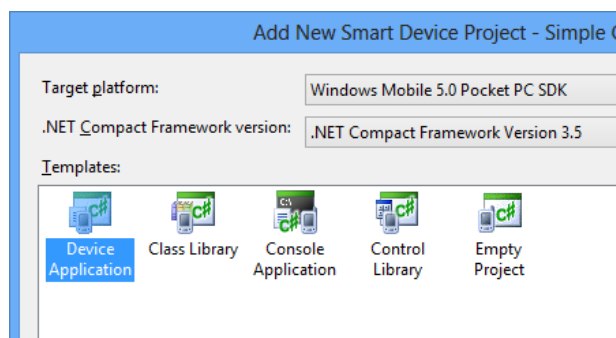 Add New Smart Device Project - Simple
Target platform:
Windows Mobile 5.0 Pocket PC SDK
.NET Compact Framework version:
.NET Compact Framework Version 3.5
Templates:
Device Application
Class Library
Console Application
Control Library
Empty Project